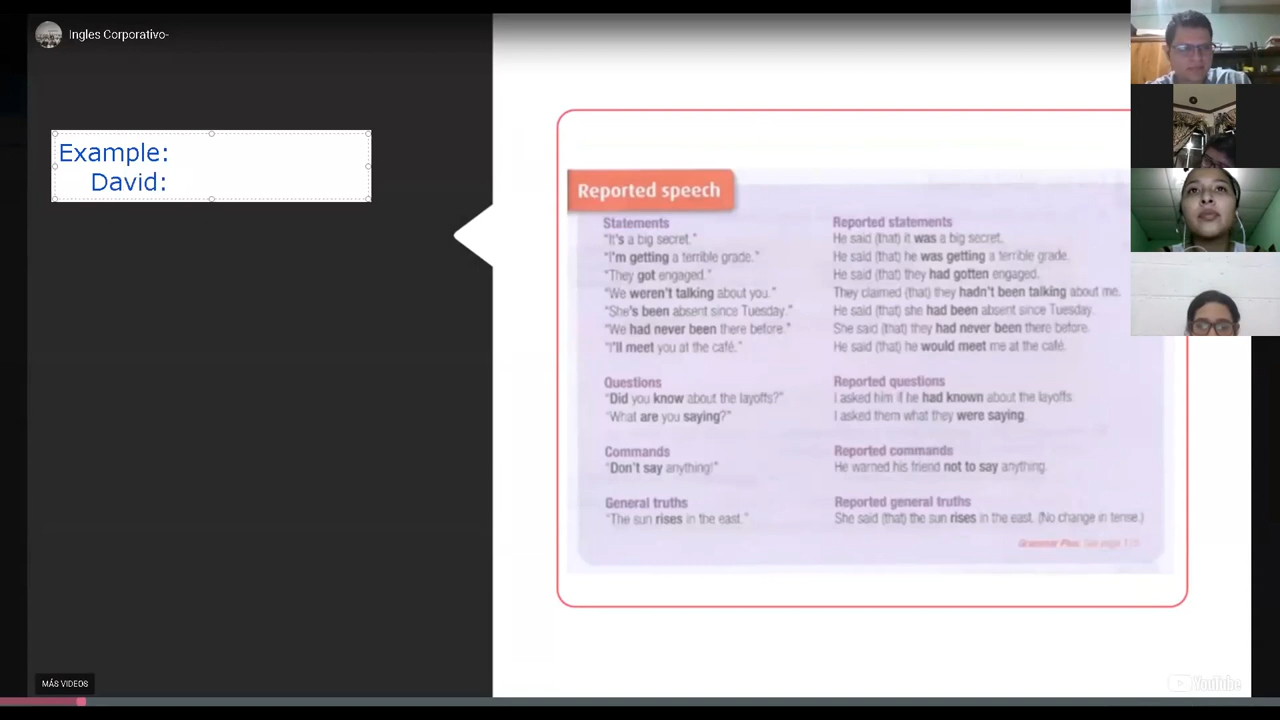 Ingles Corporativo-
Example:
David:
Reported speech
Statements
"It's a big secret."
"I'm getting a terrible grade."
"They got engaged."
"We weren't talking about you."
"She's been absent since Tuesday."
"We had never been there before."
"I'll meet you at the café."
Questions
"Did you know about the layoffs?"
"What are you saying?"
Commands
"Don't say anything!"
General truths
"The sun rises in the east."
Reported statements
He said (that) it was a big secret.
He said (that) he was getting a terrible grade.
He said (that) they had gotten engaged.
They claimed (that) they hadn't been talking about me.
He said (that) she had been absent since Tuesday.
She said (that) they had never been there before.
He said (that) he would meet me at the café.
Reported questions
I asked him if he had known about the layoffs.
I asked them what they were saying.
Reported commands
He warned his friend not to say anything.
Reported general truths
She said (that) the sun rises in the east. (No change in tense.)
Grammar Plus: See page
MÁS VIDEOS
YouTube